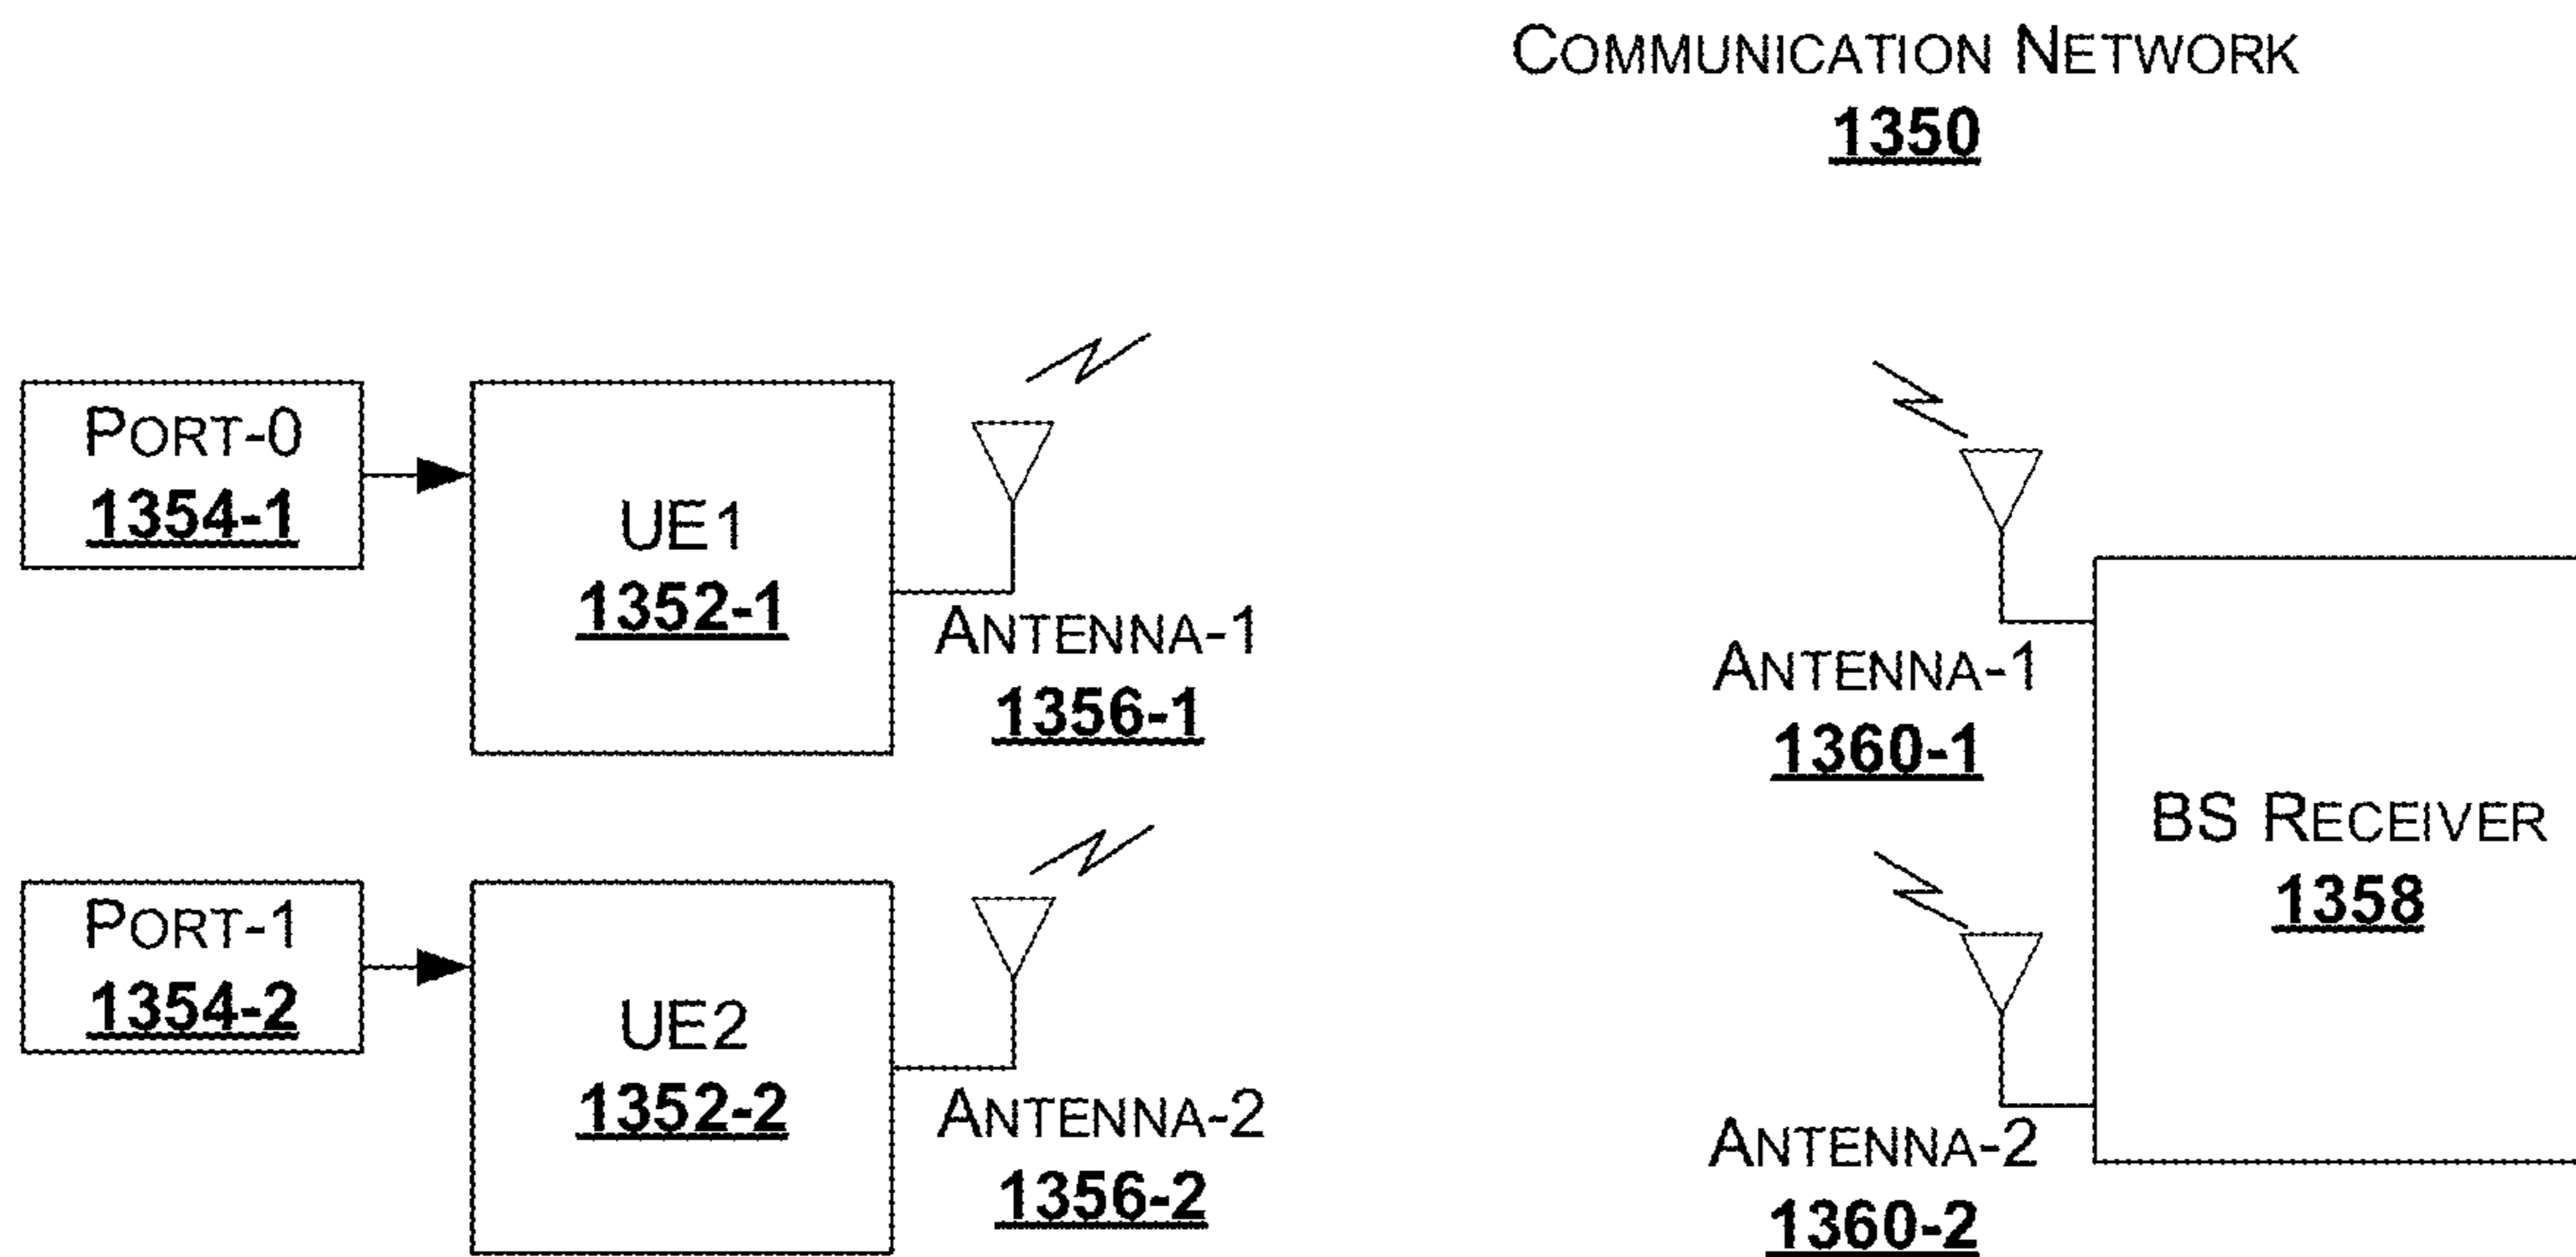 COMMUNICATION NETWORK
1350
PORT-0
1354-1
UE1
1352-1
ANTENNA-1
1356-1
PORT-1
1354-2
UE2
1352-2
ANTENNA-2
1356-2
ANTENNA-1
1360-1
BS RECEIVER
1358
ANTENNA-2
1360-2